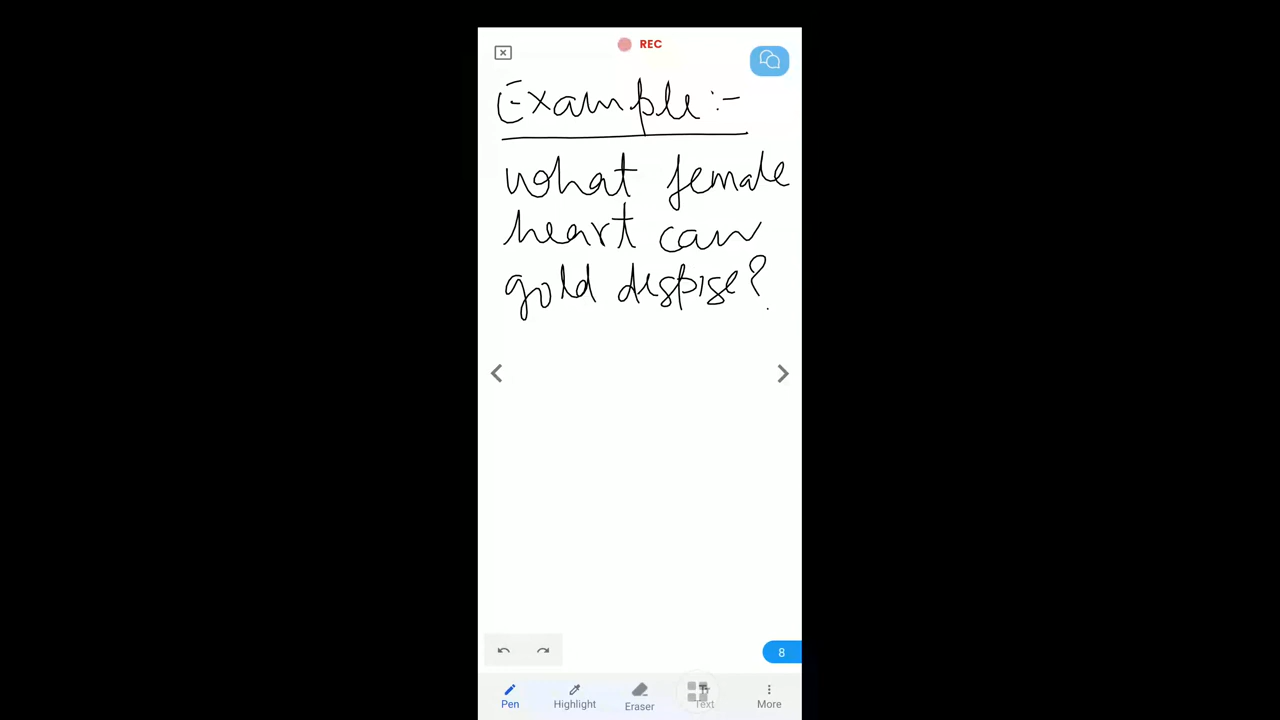 REC
Example :-
what female
heart can
gold despise?
8
Pen
Highlight
Eraser
Text
More